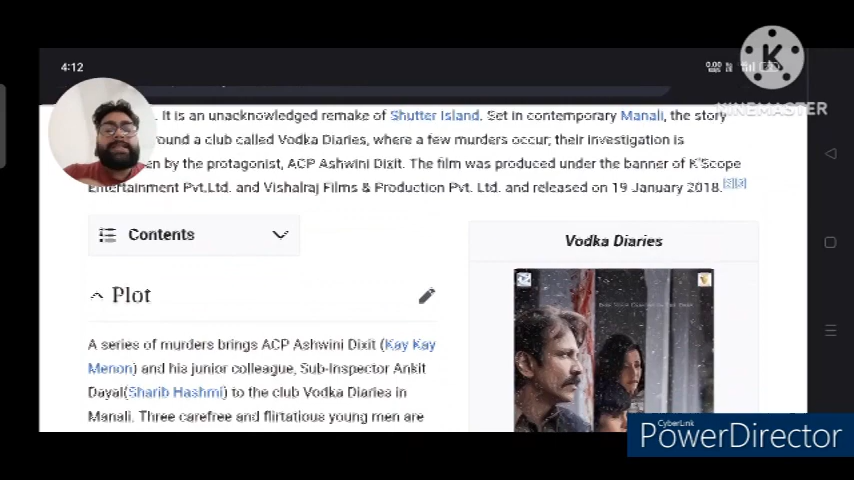 4:12
0.00
KINEMASTER
. It is an unacknowledged remake of Shutter Island. Set in contemporary Manali, the story
ound a club called Vodka Diaries, where a few murders occur; their investigation is
en by the protagonist, ACP Ashwini Dixit. The film was produced under the banner of K'Scope
Entertainment Pvt.Ltd. and Vishalraj Films & Production Pvt. Ltd. and released on 19 January 2018.
Contents
Vodka Diaries
Plot
A series of murders brings ACP Ashwini Dixit (Kay Kay
Menon) and his junior colleague, Sub-Inspector Ankit
Dayal(Sharib Hashmi) to the club Vodka Diaries in
Manali. Three carefree and flirtatious young men are
CyberLink
PowerDirector